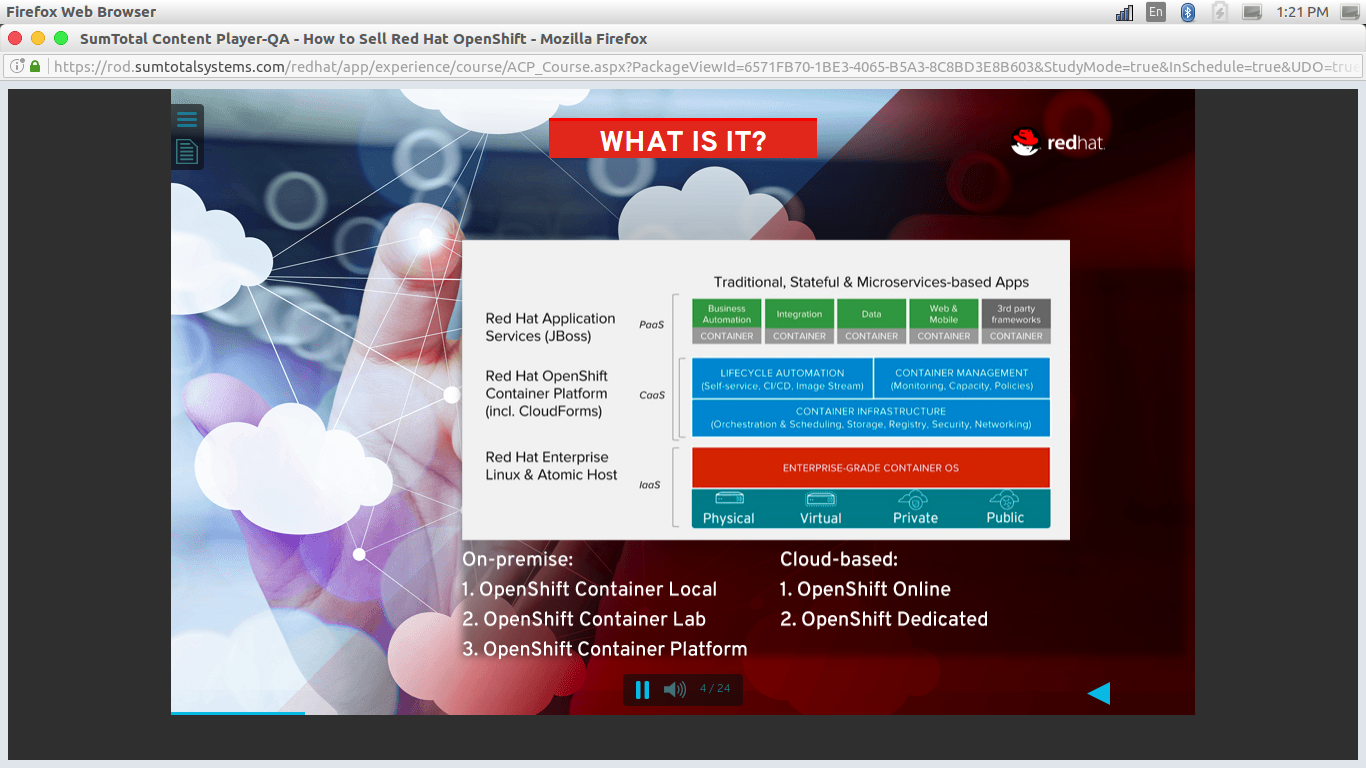 Firefox Web Browser
En
1:21 PM
SumTotal Content Player-QA - How to Sell Red Hat OpenShift - Mozilla Firefox
https://rod.sumtotalsystems.com/redhat/app/experience/course/ACP_Course.aspx?PackageViewId=6571FB70-1BE3-4065-B5A3-8C8BD3E8B603&StudyMode=true&InSchedule=true&UDO=true
WHAT IS IT?
redhat.
Traditional, Stateful & Microservices-based Apps
Red Hat Application
Services (JBoss)
PaaS
Business
Automation
CONTAINER
Integration
CONTAINER
Data
CONTAINER
Web &
Mobile
CONTAINER
3rd party
frameworks
CONTAINER
Red Hat OpenShift
Container Platform
(incl. CloudForms)
CaaS
LIFECYCLE AUTOMATION
(Self-service, CI/CD, Image Stream)
CONTAINER MANAGEMENT
(Monitoring, Capacity, Policies)
CONTAINER INFRASTRUCTURE
(Orchestration & Scheduling, Storage, Registry, Security, Networking)
Red Hat Enterprise
Linux & Atomic Host
IaaS
ENTERPRISE-GRADE CONTAINER OS
Physical
Virtual
Private
Public
On-premise:
1. OpenShift Container Local
2. OpenShift Container Lab
3. OpenShift Container Platform
Cloud-based:
1. OpenShift Online
2. OpenShift Dedicated
4 / 24